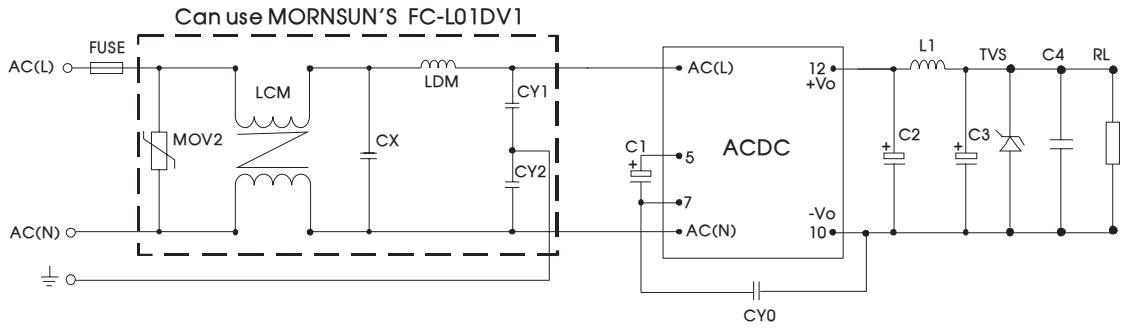 Can use MORNSUN'S FC-L01DV1
FUSE
AC(L)
LCM
MOV2
CX
LDM
CY1
CY2
AC(N)
AC(L)
C1
+
5
7
AC(N)
ACDC
12
+Vo
-Vo
10
L1
TVS
C4
RL
+
C2
+
C3
CY0